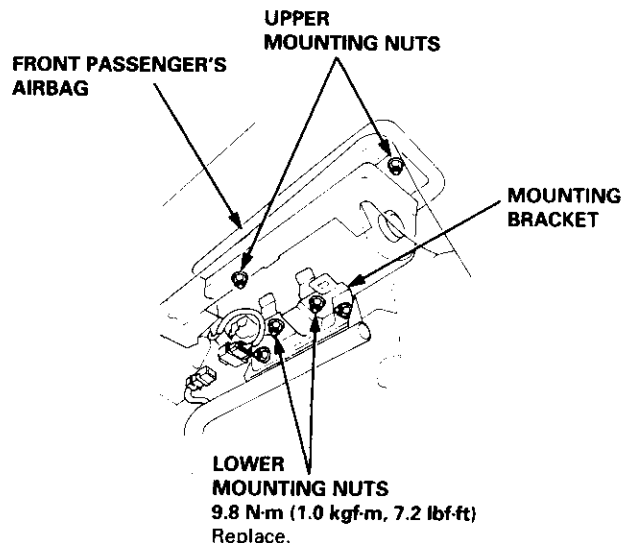 UPPER
MOUNTING NUTS
FRONT PASSENGER'S
AIRBAG
MOUNTING
BRACKET
LOWER
MOUNTING NUTS
9.8 N·m (1.0 kgf·m, 7.2 lbf·ft)
Replace.